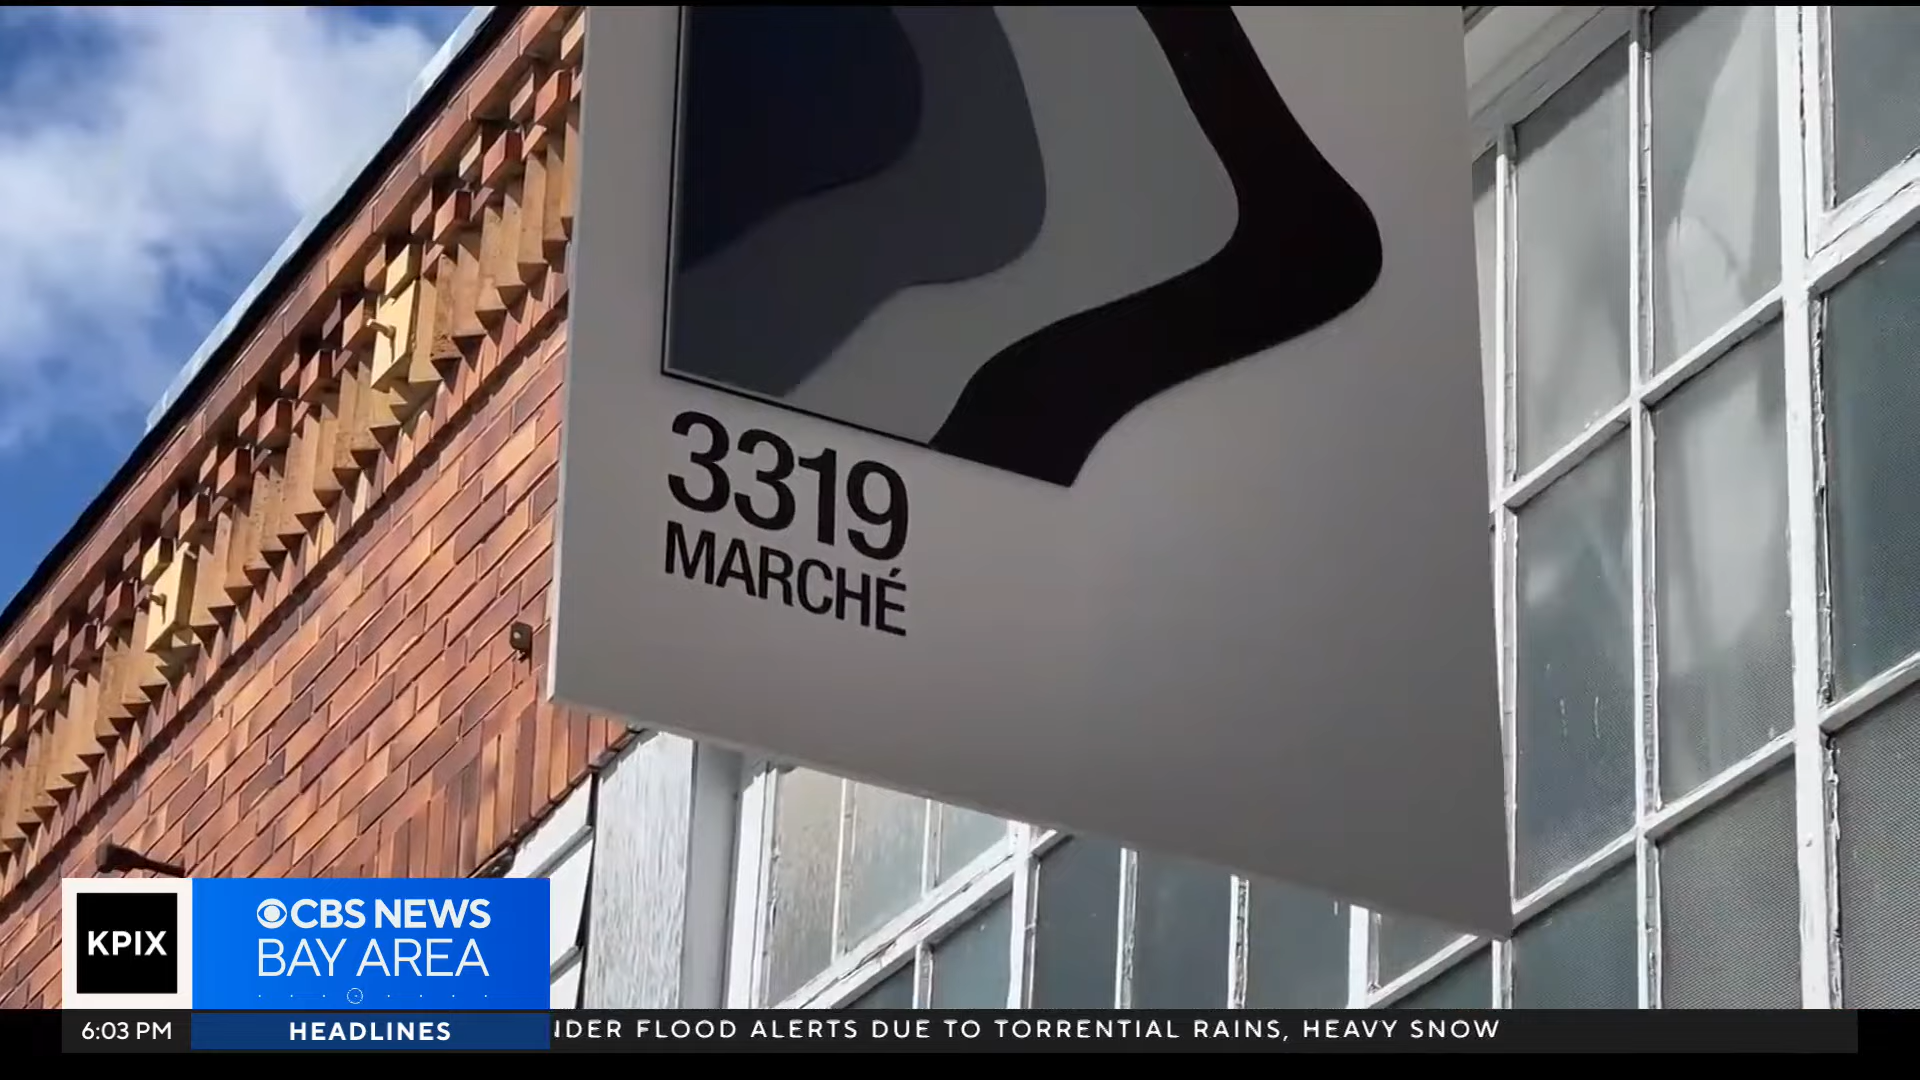 3319
MARCHÉ
KPIX
CBS NEWS
BAY AREA
6:03 PM
HEADLINES
NDER FLOOD ALERTS DUE TO TORRENTIAL RAINS, HEAVY SNOW